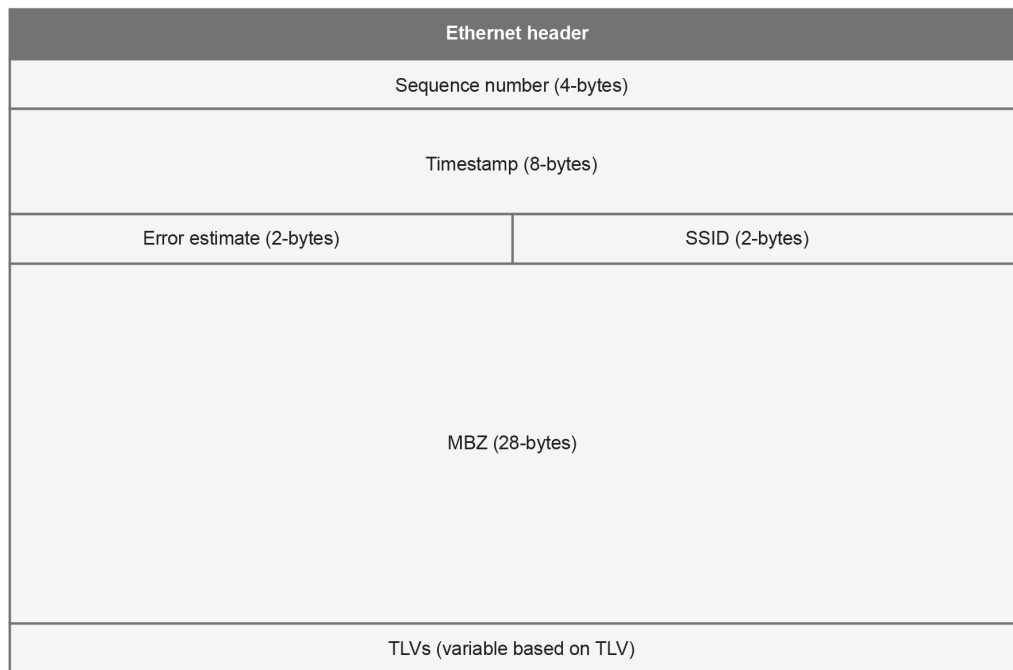 Ethernet header
Sequence number (4-bytes)
Timestamp (8-bytes)
Error estimate (2-bytes)
SSID (2-bytes)
MBZ (28-bytes)
TLVs (variable based on TLV)